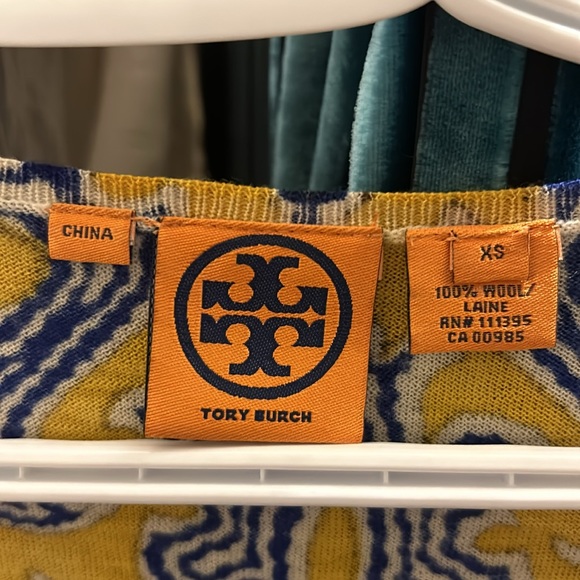 CHINA
TORY BURCH
XS
100% WOOL/
LAINE
RN# 111395
CA 00985